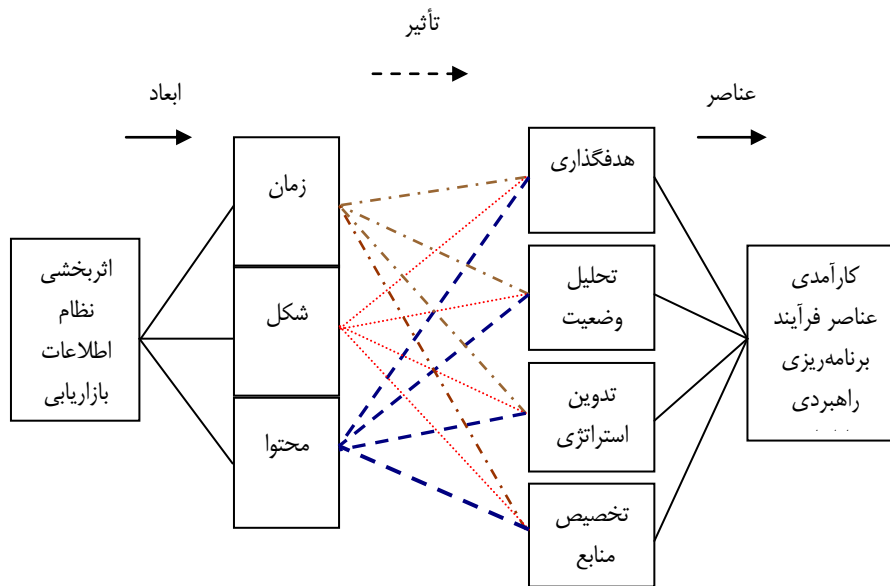 تأثیر
ابعاد
عناصر
زمان
شکل
محتوا
هدفگذاری
تحلیل
وضعیت
تدوین
استراتژی
تخصیص
منابع
اثربخشی
نظام
اطلاعات
بازاریابی
کارآمدی
عناصر فرآیند
برنامه‌ریزی
راهبردی